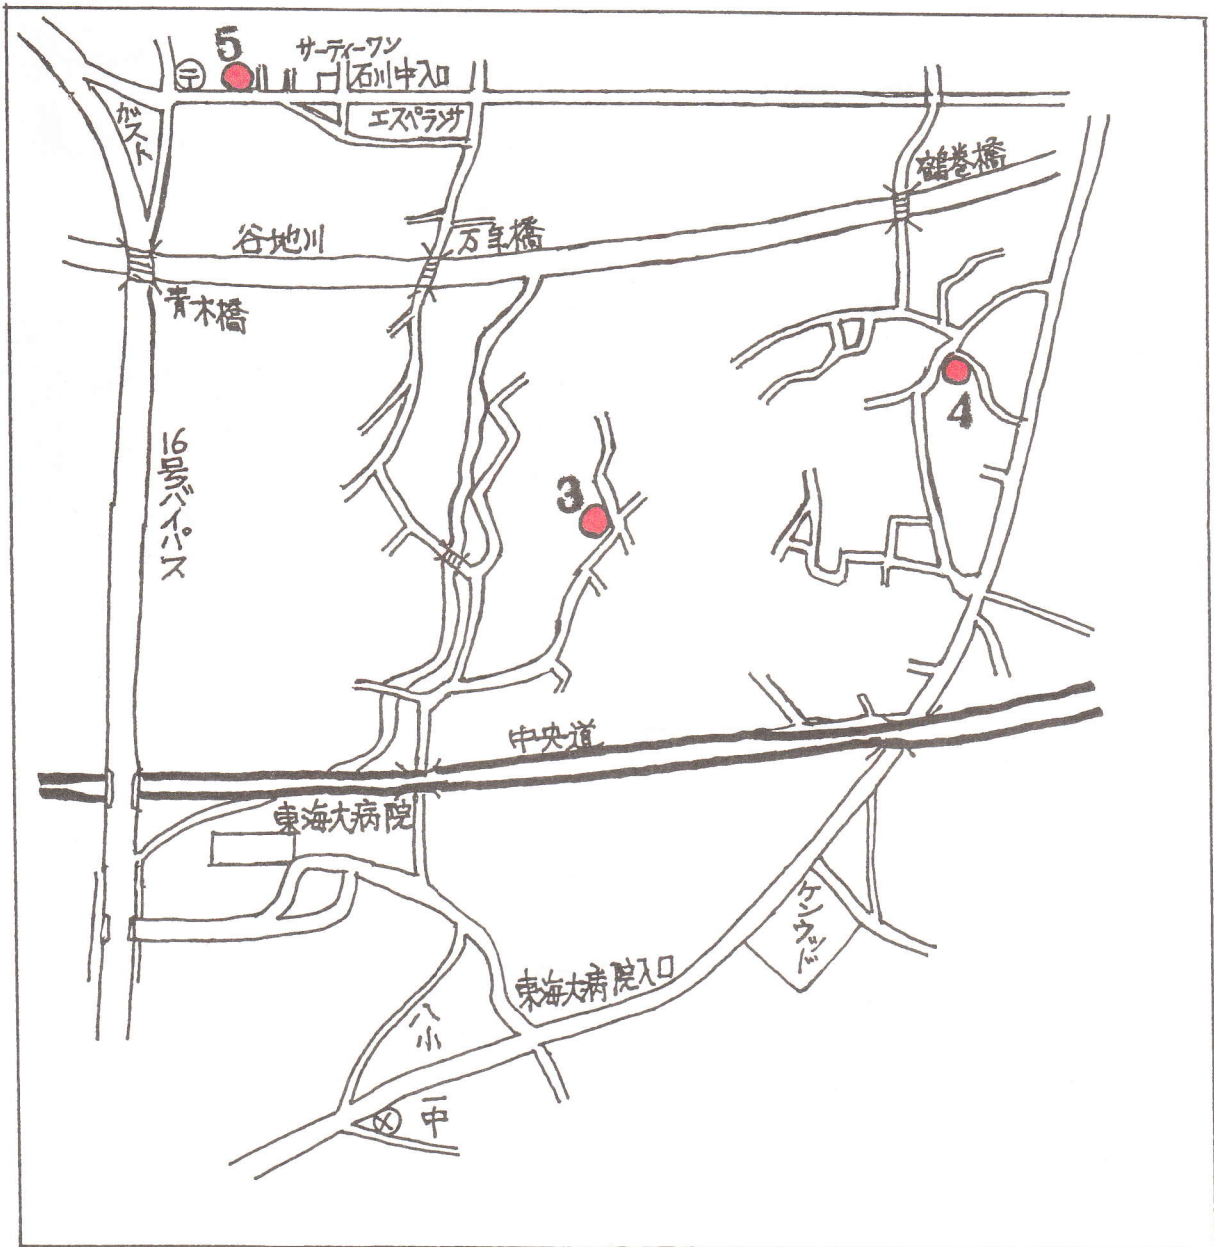 5
サーティーワン
〒
石川中入口
ガスト
エスペランサ
鶴巻橋
谷地川
万年橋
青木橋
4
16号バイパス
3
中央道
東海大病院
ケンウッド
東海大病院入口
八小
一中